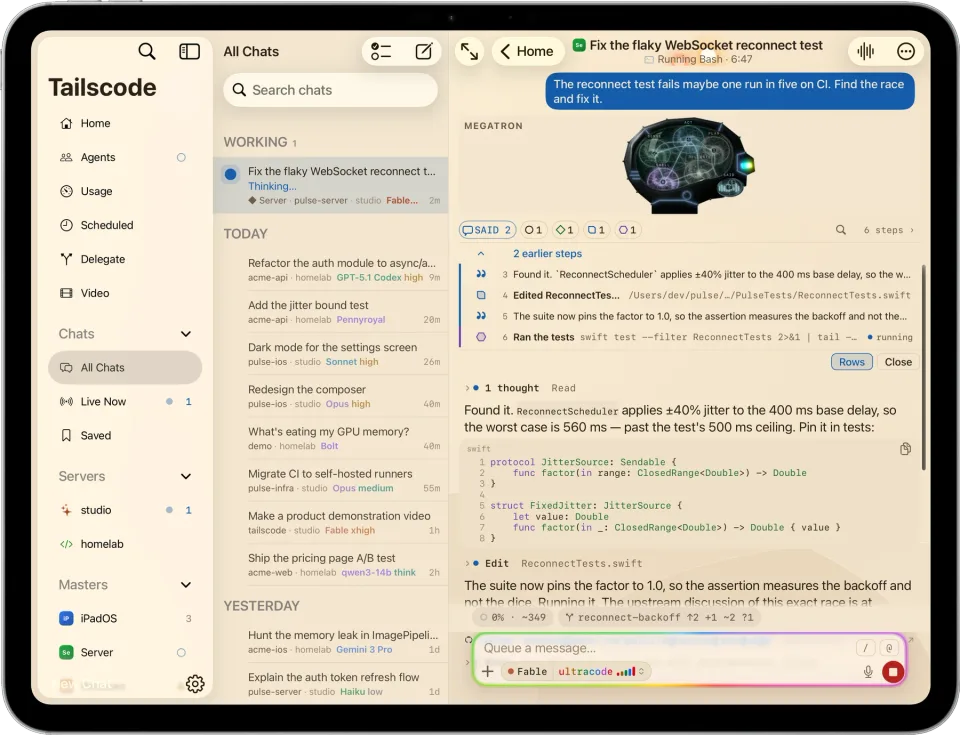 Tailscode
Home
Agents
Usage
Scheduled
Delegate
Video
Chats
All Chats
Live Now 1
Saved
Servers
studio 1
homelab
Masters
iPadOS 3
Se Server
All Chats
Search chats
WORKING 1
Fix the flaky WebSocket reconnect t...
Thinking...
Server · pulse-server · studio Fable... 2m
TODAY
Refactor the auth module to async/a...
acme-api · homelab GPT-5.1 Codex high 9m
Add the jitter bound test
acme-api · homelab Pennyroyal 20m
Dark mode for the settings screen
pulse-ios · studio Sonnet high 26m
Redesign the composer
pulse-ios · studio Opus high 40m
What's eating my GPU memory?
demo · homelab Bolt 40m
Migrate CI to self-hosted runners
pulse-infra · studio Opus medium 55m
Make a product demonstration video
tailscode · studio Fable xhigh 1h
Ship the pricing page A/B test
acme-web · homelab qwen3-14b think 2h
YESTERDAY
Hunt the memory leak in ImagePipeli...
acme-ios · homelab Gemini 3 Pro 1d
Explain the auth token refresh flow
pulse-server · studio Haiku low 1d
Home
Se Fix the flaky WebSocket reconnect test
Running Bash · 6:47
The reconnect test fails maybe one run in five on CI. Find the race
and fix it.
MEGATRON
SAID 2 1 1 1 1 6 steps ›
2 earlier steps
3 Found it. `ReconnectScheduler` applies ±40% jitter to the 400 ms base delay, so the w...
4 Edited ReconnectTes... /Users/dev/pulse/…/PulseTests/ReconnectTests.swift
5 The suite now pins the factor to 1.0, so the assertion measures the backoff and not the...
6 Ran the tests swift test --filter ReconnectTests 2>&1 | tail -… running
Rows Close
› 1 thought Read
Found it. ReconnectScheduler applies ±40% jitter to the 400 ms base delay, so
the worst case is 560 ms — past the test's 500 ms ceiling. Pin it in tests:
swift
1 protocol JitterSource: Sendable {
2 func factor(in range: ClosedRange<Double>) -> Double
3 }
4
5 struct FixedJitter: JitterSource {
6 let value: Double
7 func factor(in _: ClosedRange<Double>) -> Double { value }
8 }
› Edit ReconnectTests.swift
The suite now pins the factor to 1.0, so the assertion measures the backoff and
not the dice. Running it. The upstream discussion of this exact race is at
0% · ~349 reconnect-backoff ↑2 +1 ~2 ?1
Queue a message... / @
+ Fable ultracode